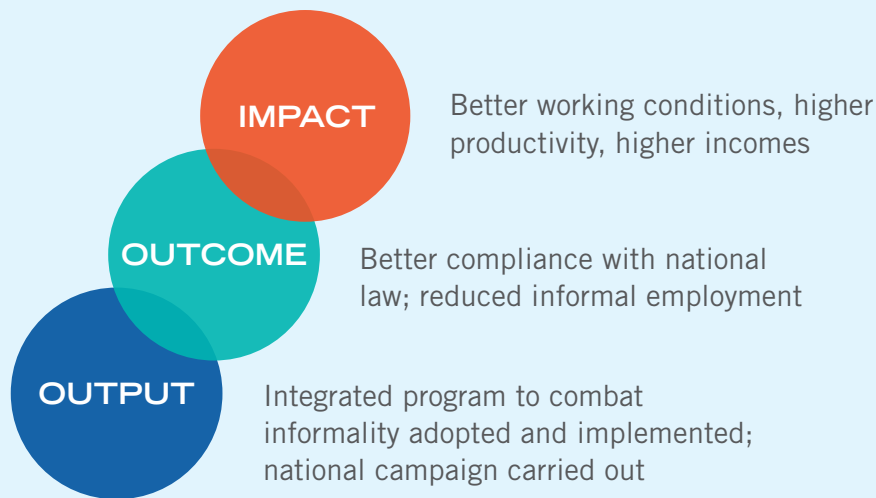 IMPACT
Better working conditions, higher
productivity, higher incomes
OUTCOME
Better compliance with national
law; reduced informal employment
OUTPUT
Integrated program to combat
informality adopted and implemented;
national campaign carried out